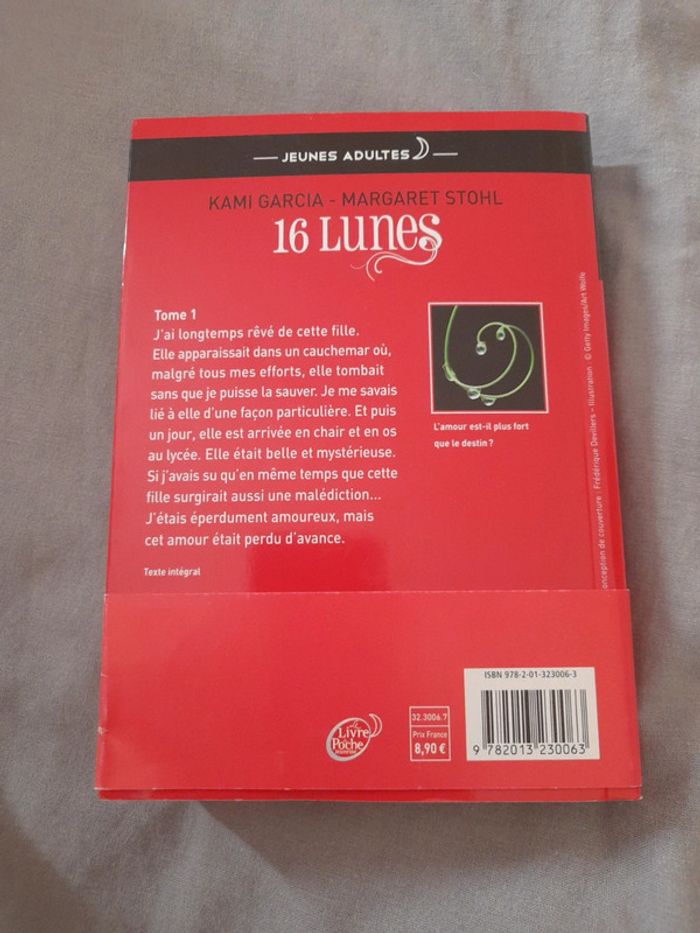 JEUNES ADULTES
KAMI GARCIA - MARGARET STOHL
16 LUNES
Tome 1
J'ai longtemps rêvé de cette fille.
Elle apparaissait dans un cauchemar où,
malgré tous mes efforts, elle tombait
sans que je puisse la sauver. Je me savais
lié à elle d'une façon particulière. Et puis
un jour, elle est arrivée en chair et en os
au lycée. Elle était belle et mystérieuse.
Si j'avais su qu'en même temps que cette
fille surgirait aussi une malédiction...
J'étais éperdument amoureux, mais
cet amour était perdu d'avance.
Texte intégral
L'amour est-il plus fort
que le destin ?
onception de couverture : Frédérique Devillers – Illustration : © Getty Images/Art Wolfe
Le
Livre
de
Poche
Jeunesse
32.3006.7
Prix France
8,90 €
ISBN 978-2-01-323006-3
9 782013 230063